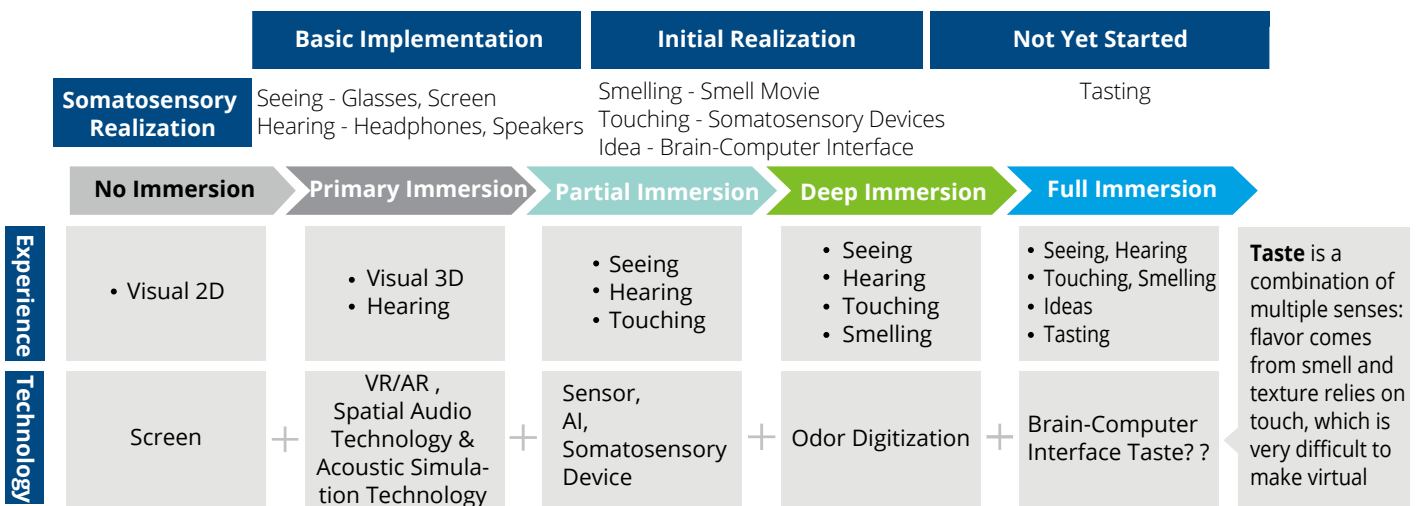 Basic Implementation
Initial Realization
Not Yet Started
Somatosensory
Realization
Seeing - Glasses, Screen
Hearing - Headphones, Speakers
Smelling - Smell Movie
Touching - Somatosensory Devices
Idea - Brain-Computer Interface
Tasting
No Immersion
Primary Immersion
Partial Immersion
Deep Immersion
Full Immersion
Experience
• Visual 2D
• Visual 3D
• Hearing
• Seeing
• Hearing
• Touching
• Seeing
• Hearing
• Touching
• Smelling
• Seeing, Hearing
• Touching, Smelling
• Ideas
• Tasting
Taste is a
combination of
multiple senses:
flavor comes
from smell and
texture relies on
touch, which is
very difficult to
make virtual
Technology
Screen
+
VR/AR ,
Spatial Audio
Technology &
Acoustic Simula-
tion Technology
+
Sensor,
AI,
Somatosensory
Device
+
Odor Digitization
+
Brain-Computer
Interface Taste? ?